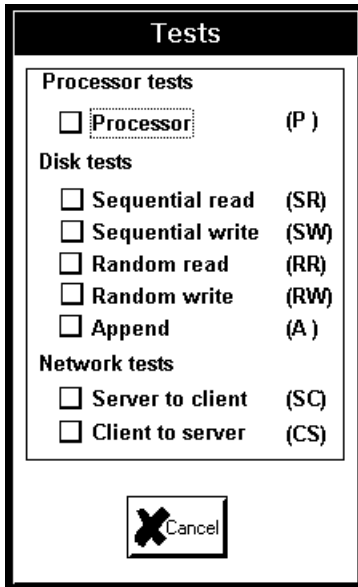 Tests
Processor tests
Processor (P )
Disk tests
Sequential read (SR)
Sequential write (SW)
Random read (RR)
Random write (RW)
Append (A )
Network tests
Server to client (SC)
Client to server (CS)
Cancel